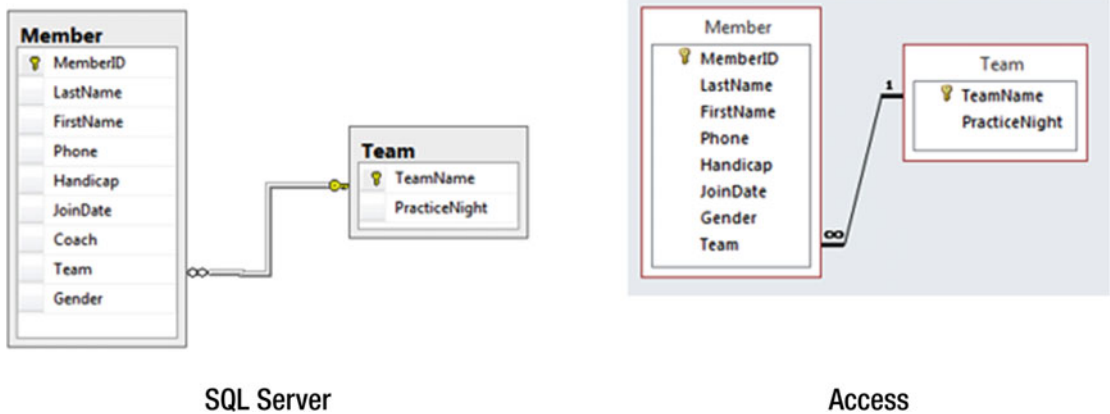 Member
MemberID
LastName
FirstName
Phone
Handicap
JoinDate
Coach
Team
Gender
Team
TeamName
PracticeNight
SQL Server
Member
MemberID
LastName
FirstName
Phone
Handicap
JoinDate
Gender
Team
1
∞
Team
TeamName
PracticeNight
Access